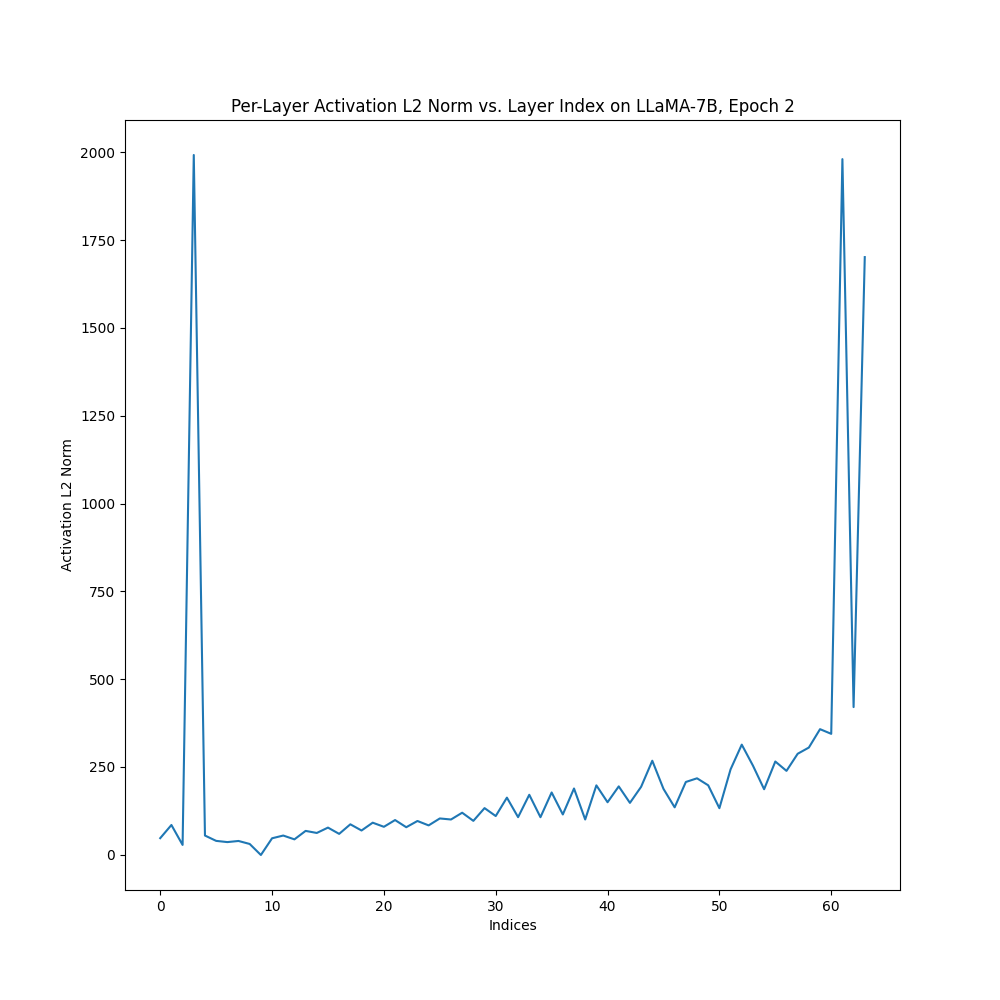 Per-Layer Activation L2 Norm vs. Layer Index on LLaMA-7B, Epoch 2
2000
1750
1500
1250
1000
750
500
250
0
Activation L2 Norm
0 10 20 30 40 50 60
Indices